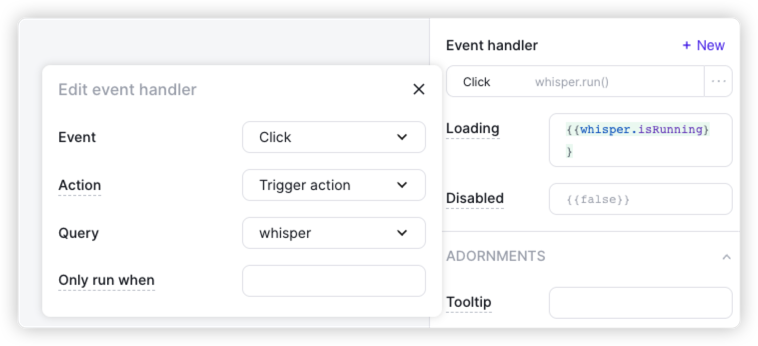 Event handler
+ New
Click whisper.run() ···
Loading
{{whisper.isRunning}
}
Disabled
{{false}}
ADORNMENTS
Tooltip
Edit event handler
Event
Click
Action
Trigger action
Query
whisper
Only run when